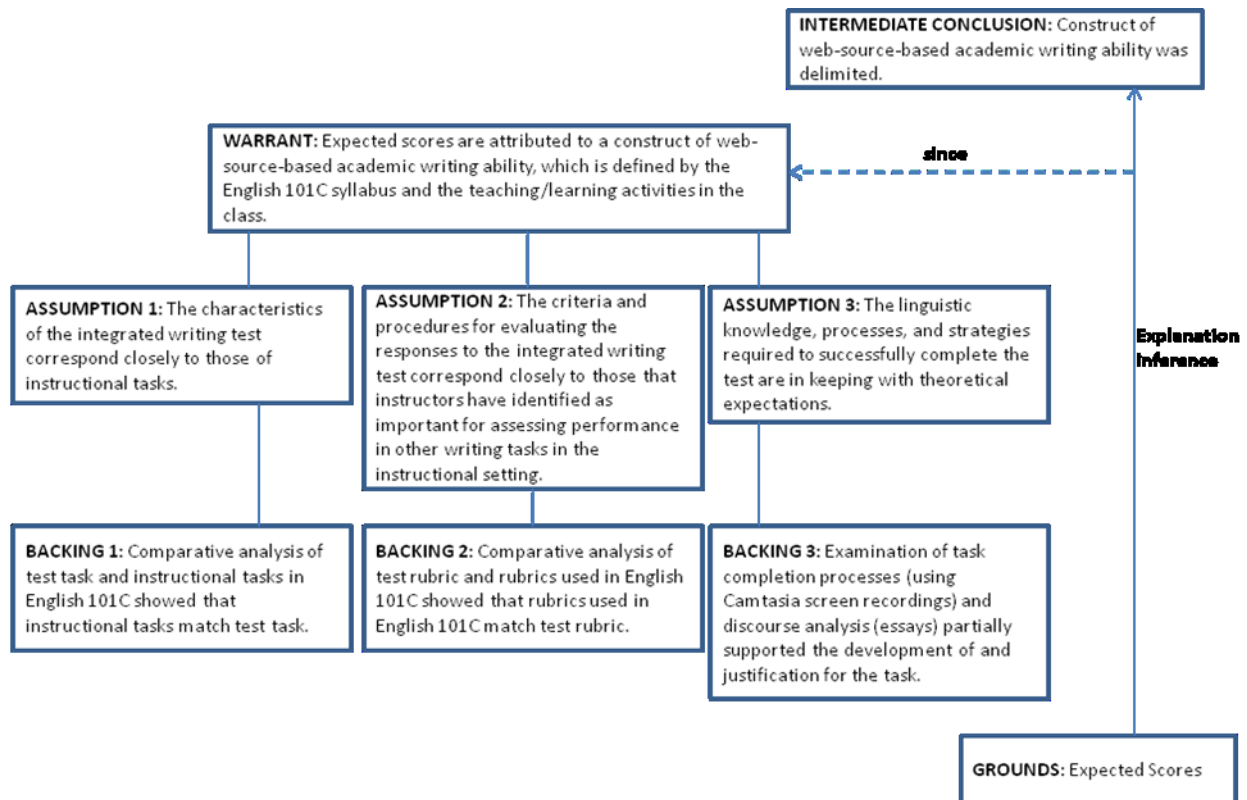 INTERMEDIATE CONCLUSION: Construct of
web-source-based academic writing ability was
delimited.
WARRANT: Expected scores are attributed to a construct of web-
source-based academic writing ability, which is defined by the
English 101C syllabus and the teaching/learning activities in the
class.
since
ASSUMPTION 1: The characteristics
of the integrated writing test
correspond closely to those of
instructional tasks.
ASSUMPTION 2: The criteria and
procedures for evaluating the
responses to the integrated writing
test correspond closely to those that
instructors have identified as
important for assessing performance
in other writing tasks in the
instructional setting.
ASSUMPTION 3: The linguistic
knowledge, processes, and strategies
required to successfully complete the
test are in keeping with theoretical
expectations.
Explanation
Inference
BACKING 1: Comparative analysis of
test task and instructional tasks in
English 101C showed that
instructional tasks match test task.
BACKING 2: Comparative analysis of
test rubric and rubrics used in English
101C showed that rubrics used in
English 101C match test rubric.
BACKING 3: Examination of task
completion processes (using
Camtasia screen recordings) and
discourse analysis (essays) partially
supported the development of and
justification for the task.
GROUNDS: Expected Scores